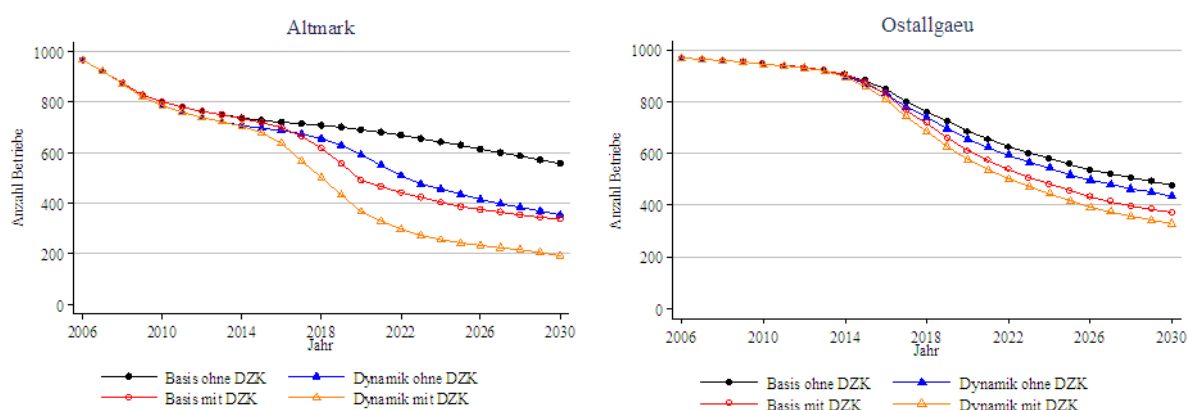 Altmark
Anzahl Betriebe
1000
800
600
400
200
0
2006 2010 2014 2018 2022 2026 2030
Jahr
Basis ohne DZK Dynamik ohne DZK
Basis mit DZK Dynamik mit DZK
Ostallgaeu
Anzahl Betriebe
1000
800
600
400
200
0
2006 2010 2014 2018 2022 2026 2030
Jahr
Basis ohne DZK Dynamik ohne DZK
Basis mit DZK Dynamik mit DZK